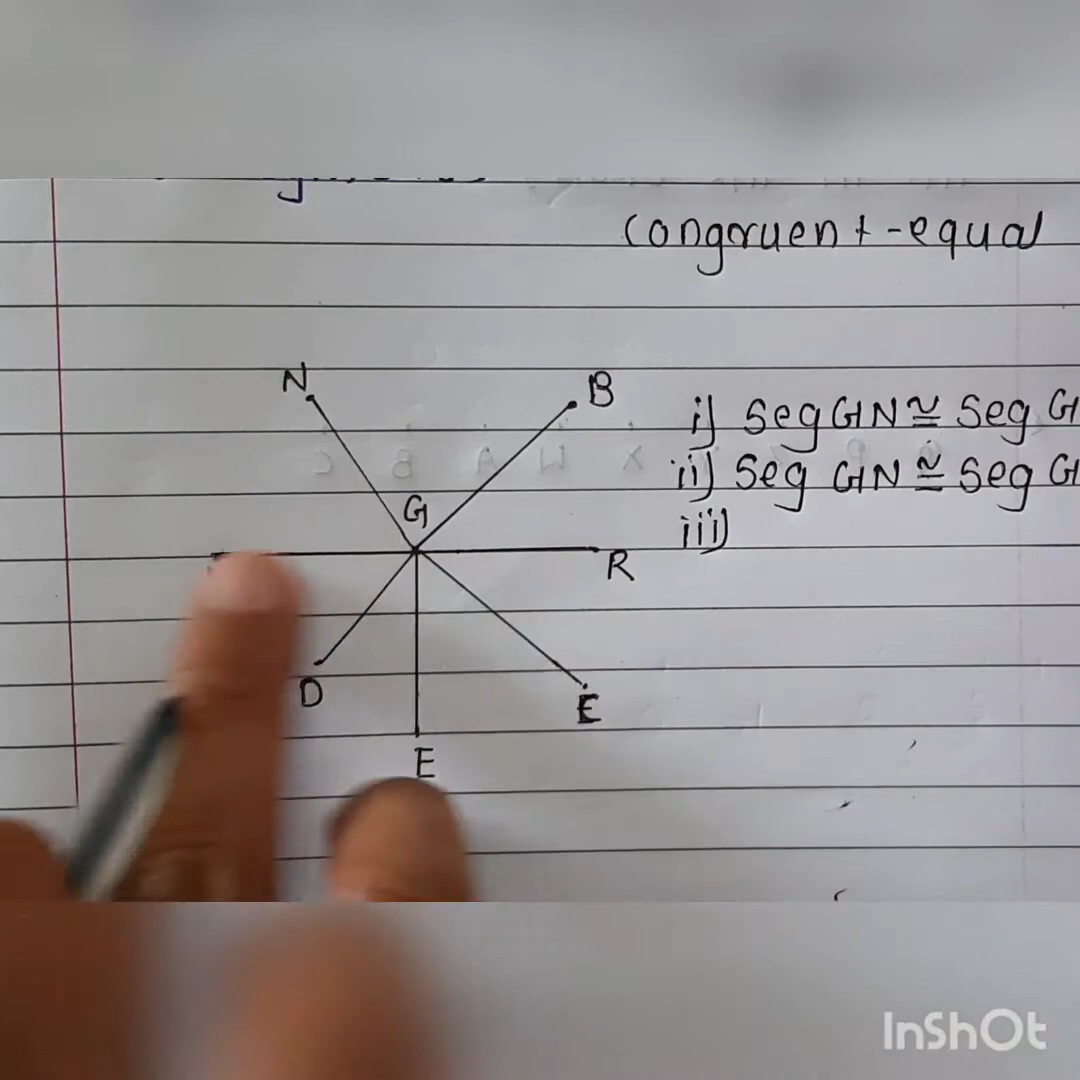 congruent - equal
N
B
i) Seg GN ≅ Seg G
G
ii) Seg GN ≅ Seg G
iii)
R
D
E
E
InShOt